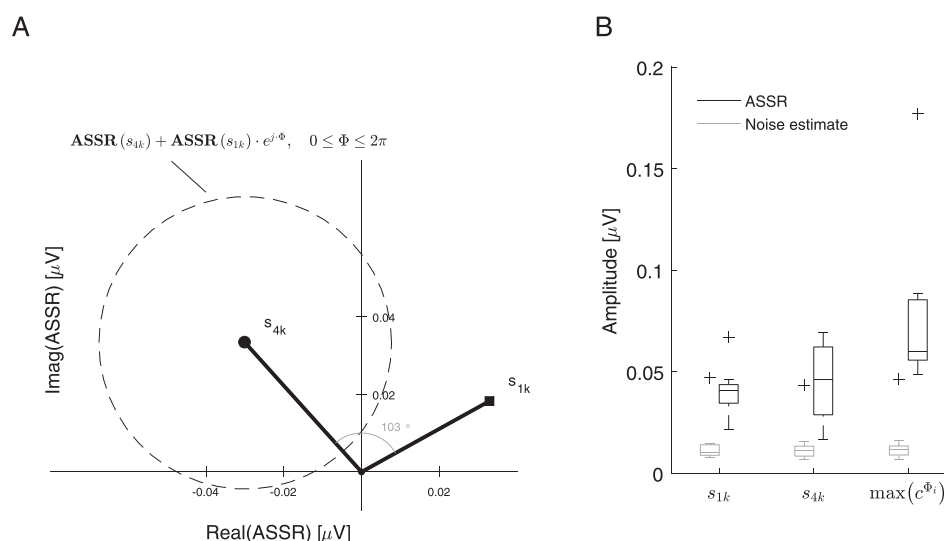 A
ASSR (s4k) + ASSR (s1k) · e^{j·Φ}, 0 ≤ Φ ≤ 2π
Imag(ASSR) [μV]
s4k
s1k
0.04
0.02
103 °
-0.04
-0.02
0.02
Real(ASSR) [μV]
B
0.2
0.15
0.1
0.05
0
Amplitude [μV]
ASSR
Noise estimate
s1k
s4k
max(c^{Φi})